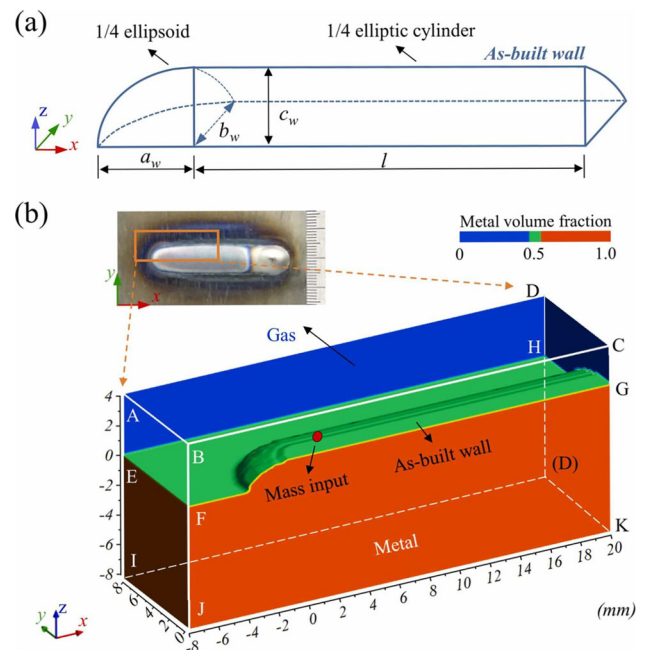 (a)
1/4 ellipsoid
1/4 elliptic cylinder
As-built wall
z
y
x
b_w
c_w
a_w
l
(b)
Metal volume fraction
0
0.5
1.0
y
x
D
Gas
H
C
4
A
G
2
B
0
E
As-built wall
(D)
Mass input
-2
F
-4
I
Metal
K
-6
-8
J
8 6 4 2 0
-8 -6 -4 -2 0 2 4 6 8 10 12 14 16 18 20
z
y
x
(mm)